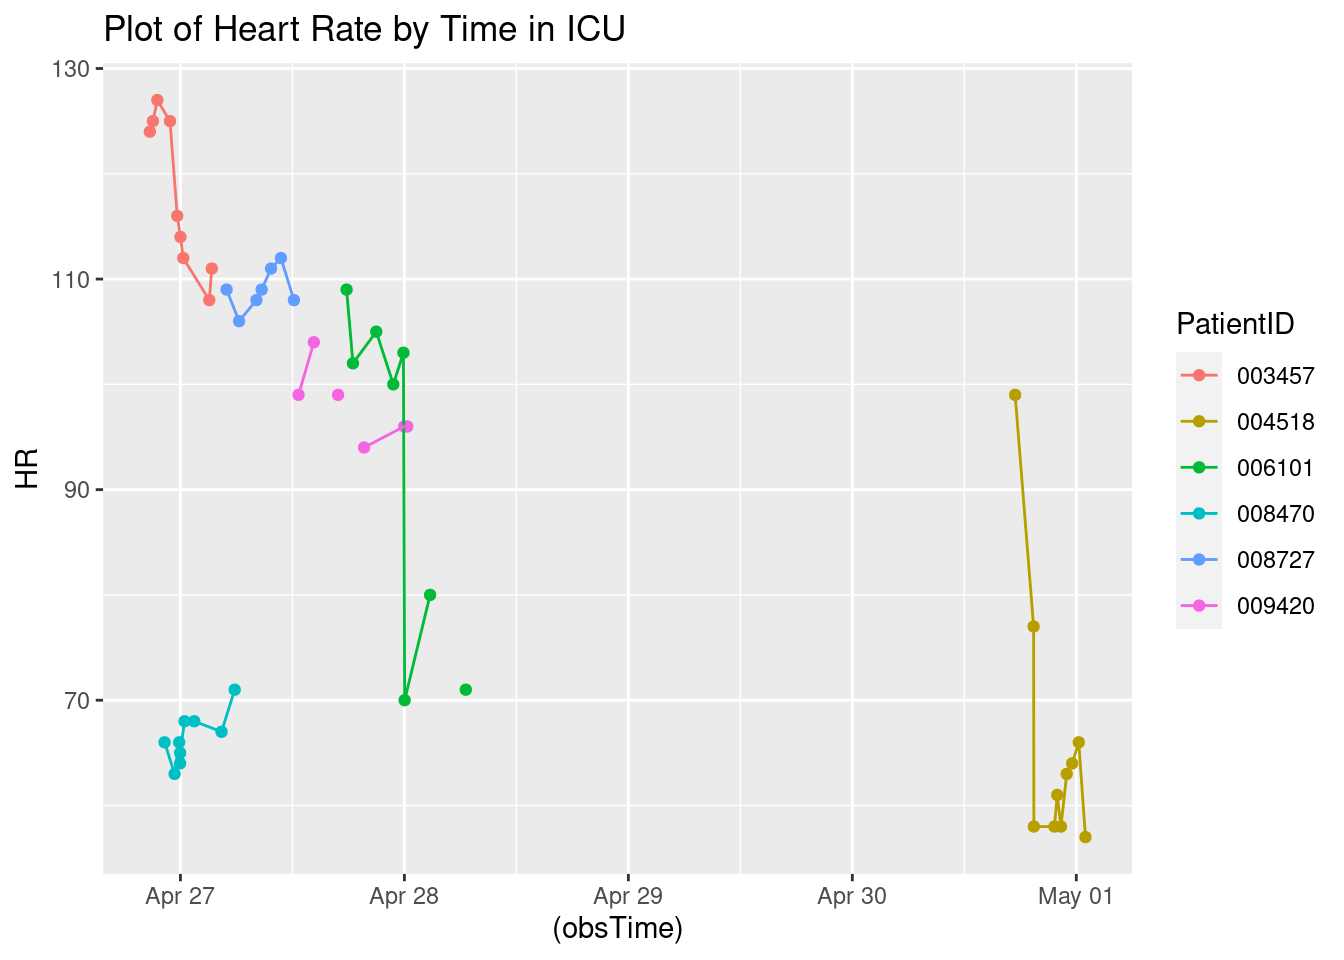 Plot of Heart Rate by Time in ICU
130
110
90
70
HR
Apr 27
Apr 28
Apr 29
Apr 30
May 01
(obsTime)
PatientID
003457
004518
006101
008470
008727
009420